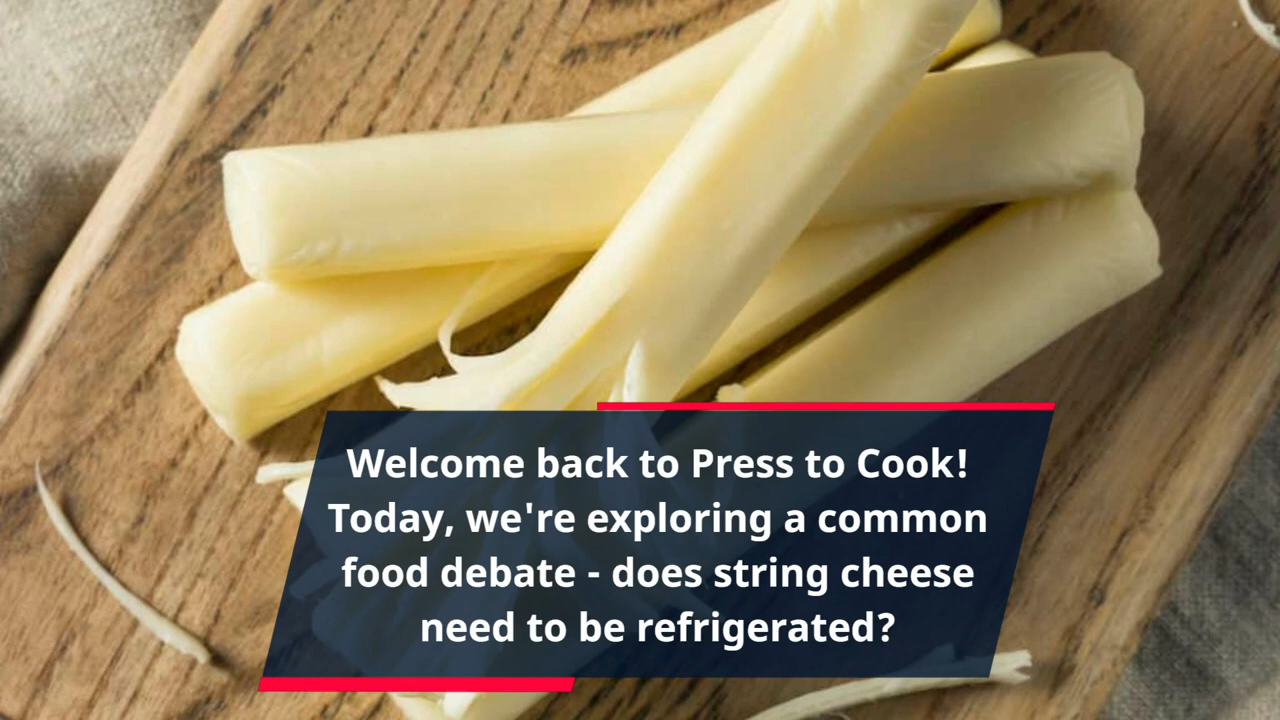 Welcome back to Press to Cook!
Today, we're exploring a common
food debate - does string cheese
need to be refrigerated?